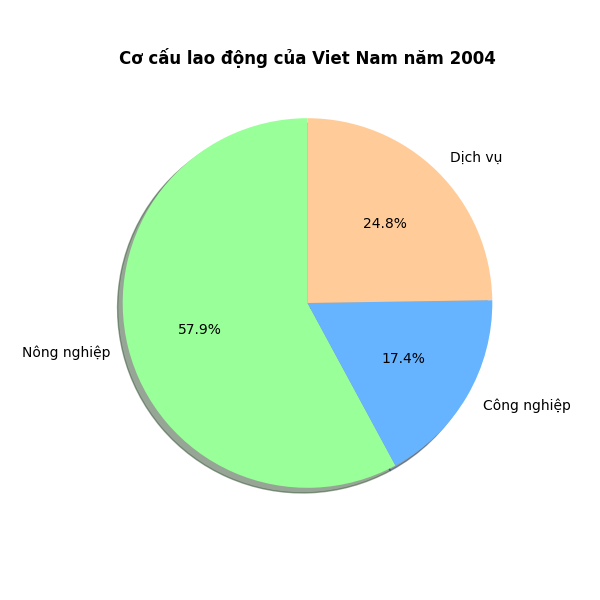 Cơ cấu lao động của Viet Nam năm 2004
Dịch vụ
24.8%
57.9%
Nông nghiệp
17.4%
Công nghiệp